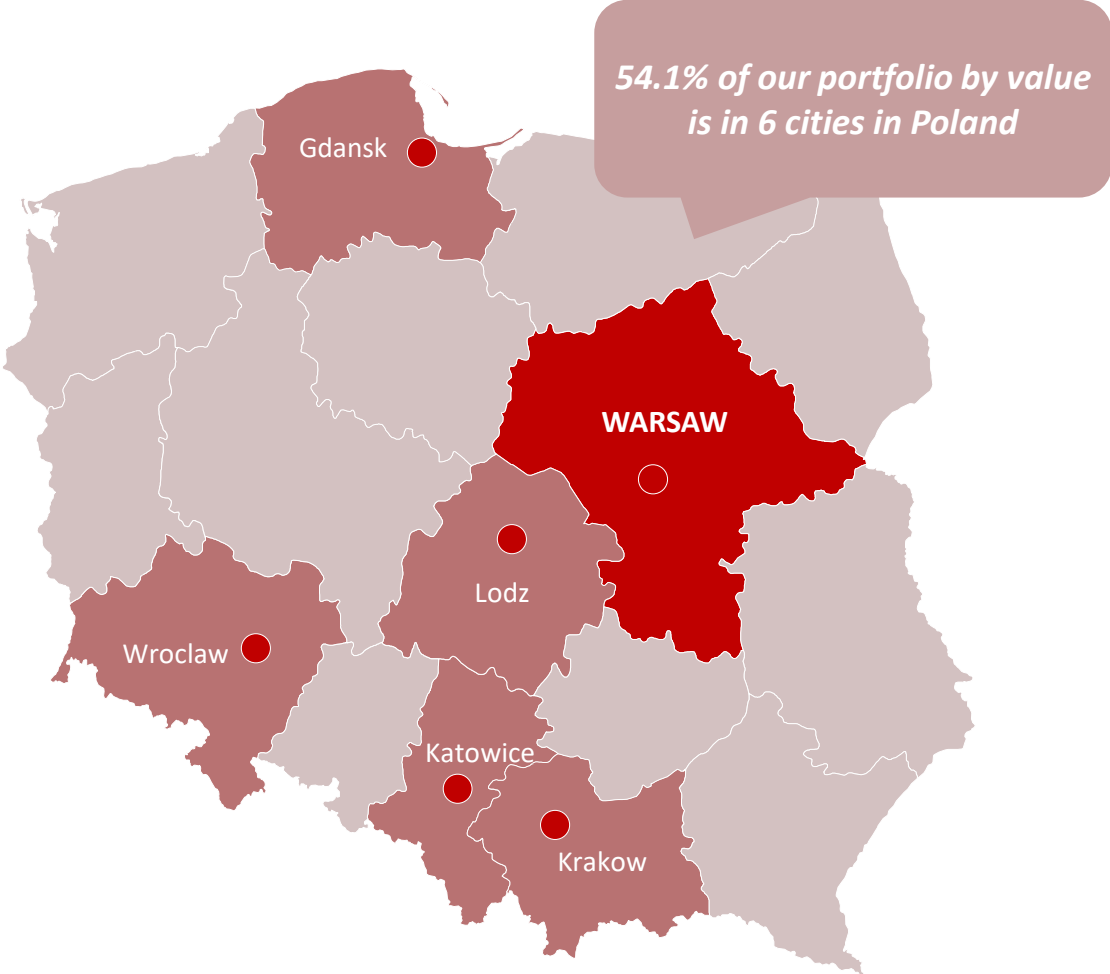 54.1% of our portfolio by value
is in 6 cities in Poland
Gdansk
WARSAW
Lodz
Wroclaw
Katowice
Krakow